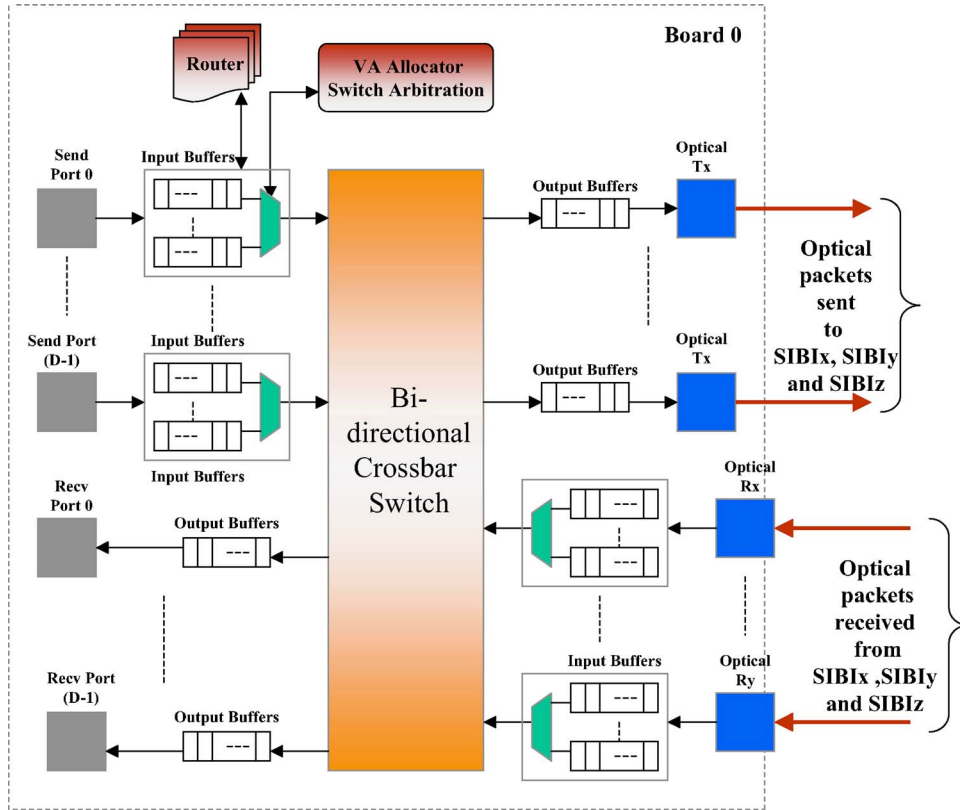 Board 0
Router
VA Allocator
Switch Arbitration
Send
Port 0
Input Buffers
Output Buffers
Optical
Tx
Optical
packets
sent
to
SIBIx, SIBIy
and SIBIz
Send Port
(D-1)
Input Buffers
Output Buffers
Optical
Tx
Bi-
directional
Crossbar
Switch
Input Buffers
Recv
Port 0
Output Buffers
Optical
Rx
Optical
packets
received
from
SIBIx ,SIBIy
and SIBIz
Recv Port
(D-1)
Output Buffers
Input Buffers
Optical
Ry